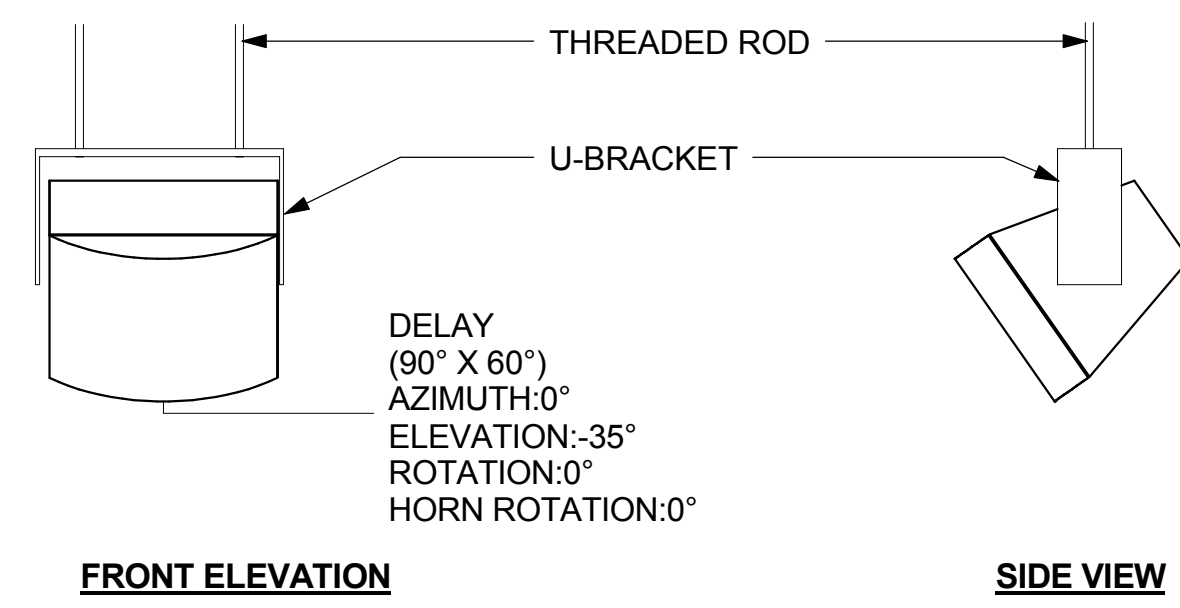 THREADED ROD
U-BRACKET
DELAY
(90° X 60°)
AZIMUTH:0°
ELEVATION:-35°
ROTATION:0°
HORN ROTATION:0°
FRONT ELEVATION
SIDE VIEW